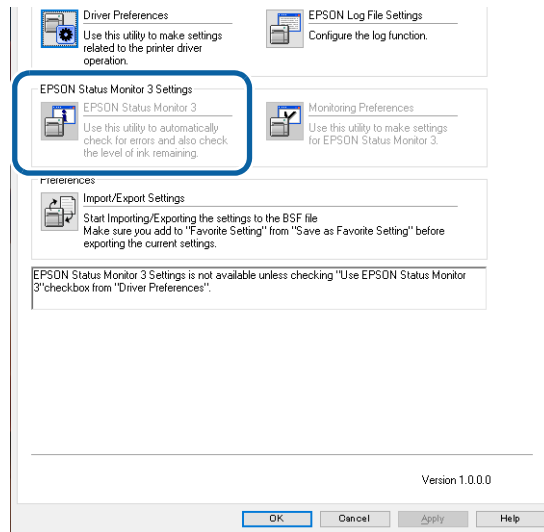 Driver Preferences
Use this utility to make settings
related to the printer driver
operation.
EPSON Log File Settings
Configure the log function.
EPSON Status Monitor 3 Settings
EPSON Status Monitor 3
Use this utility to automatically
check for errors and also check
the level of ink remaining.
Monitoring Preferences
Use this utility to make settings
for EPSON Status Monitor 3.
Preferences
Import/Export Settings
Start Importing/Exporting the settings to the BSF file
Make sure you add to "Favorite Setting" from "Save as Favorite Setting" before
exporting the current settings.
EPSON Status Monitor 3 Settings is not available unless checking "Use EPSON Status Monitor
3"checkbox from "Driver Preferences".
Version 1.0.0.0
OK
Cancel
Apply
Help